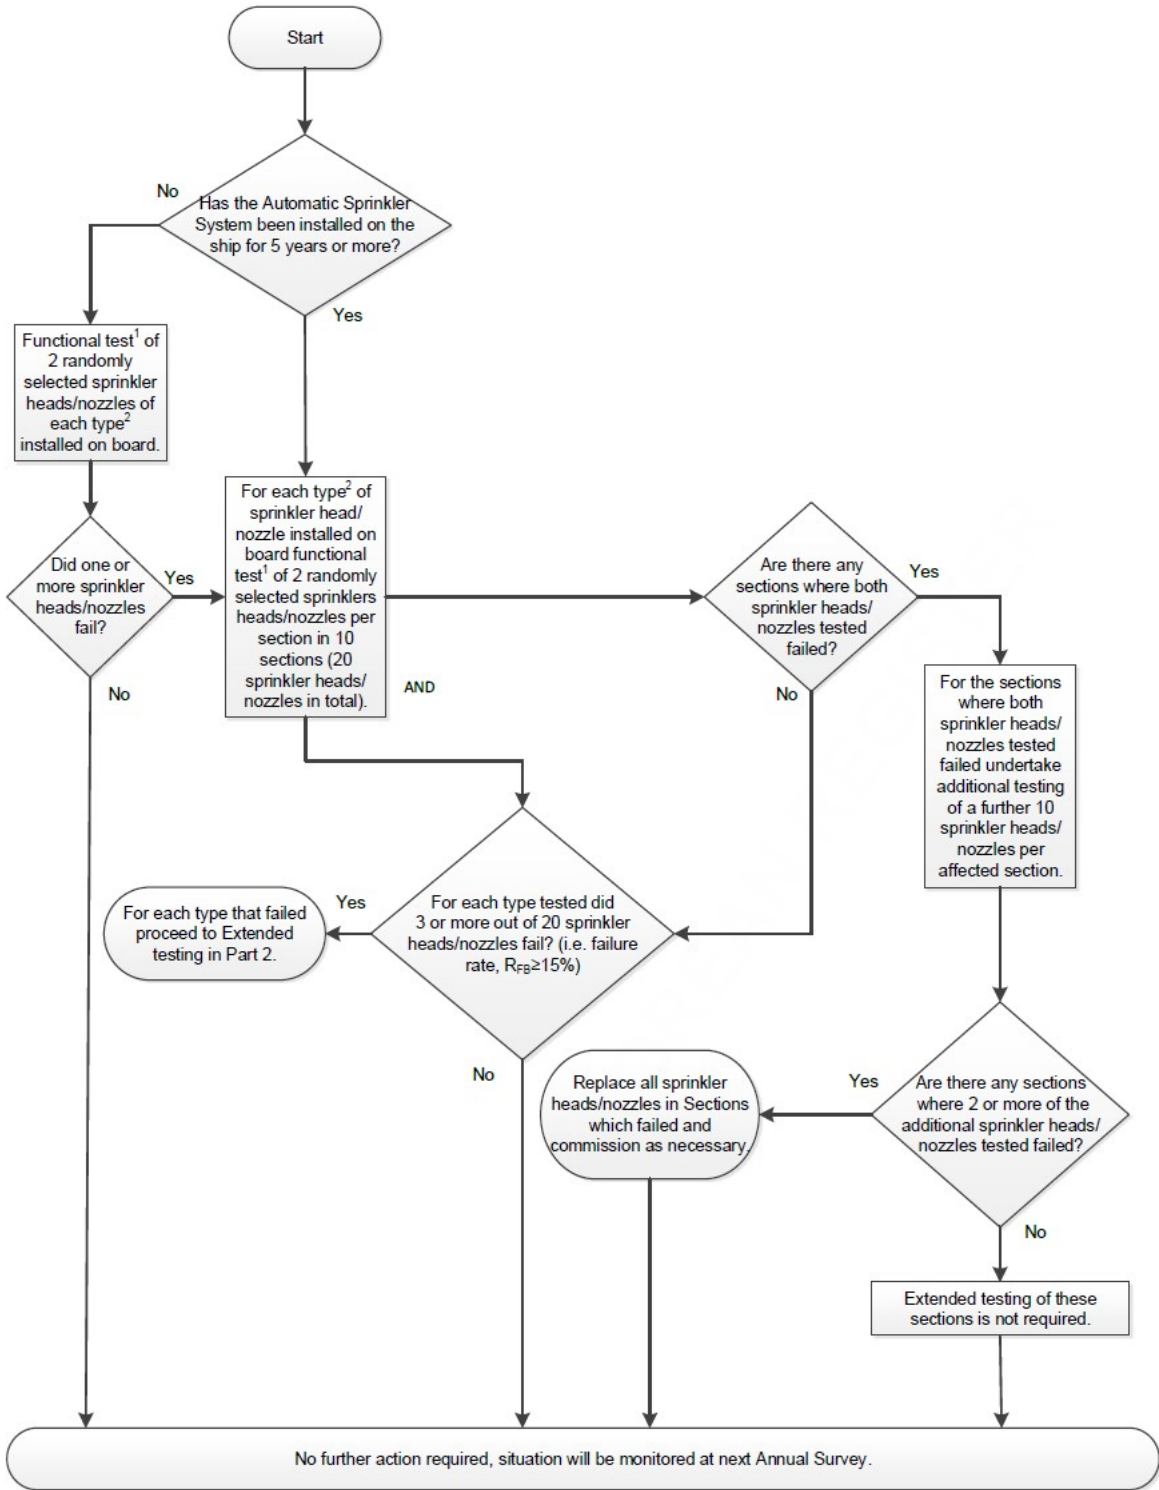 Start
No
Has the Automatic Sprinkler
System been installed on the
ship for 5 years or more?
Yes
Functional test¹ of
2 randomly
selected sprinkler
heads/nozzles of
each type²
installed on board.
For each type² of
sprinkler head/
nozzle installed on
board functional
test¹ of 2 randomly
selected sprinklers
heads/nozzles per
section in 10
sections (20
sprinkler heads/
nozzles in total).
Did one or
more sprinkler
heads/nozzles
fail?
Yes
No
AND
Are there any
sections where both
sprinkler heads/
nozzles tested
failed?
Yes
No
For the sections
where both
sprinkler heads/
nozzles tested
failed undertake
additional testing
of a further 10
sprinkler heads/
nozzles per
affected section.
For each type tested did
3 or more out of 20 sprinkler
heads/nozzles fail? (i.e. failure
rate, R_FB≥15%)
Yes
For each type that failed
proceed to Extended
testing in Part 2.
No
Replace all sprinkler
heads/nozzles in Sections
which failed and
commission as necessary.
Yes
Are there any sections
where 2 or more of the
additional sprinkler heads/
nozzles tested failed?
No
Extended testing of these
sections is not required.
No further action required, situation will be monitored at next Annual Survey.